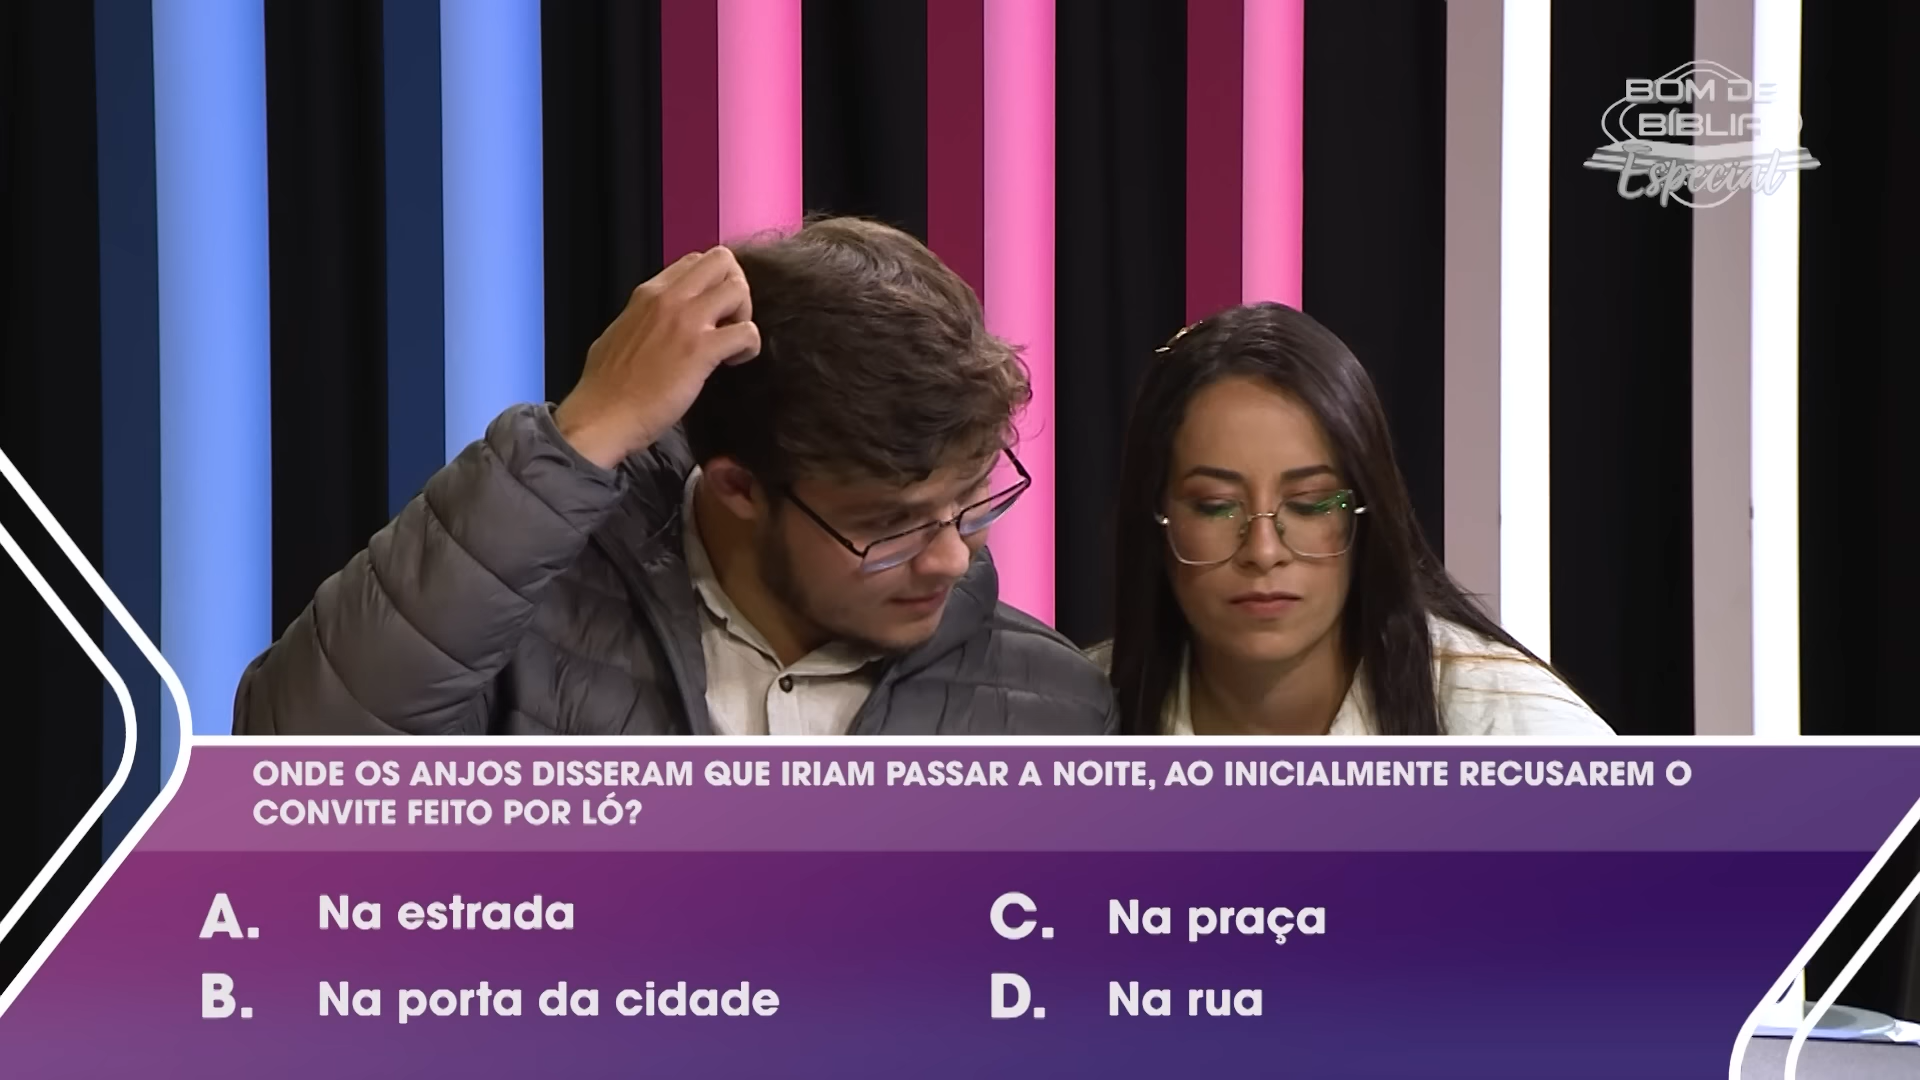 BOM DE
BÍBLIA
Especial
ONDE OS ANJOS DISSERAM QUE IRIAM PASSAR A NOITE, AO INICIALMENTE RECUSAREM O
CONVITE FEITO POR LÓ?
A. Na estrada
B. Na porta da cidade
C. Na praça
D. Na rua